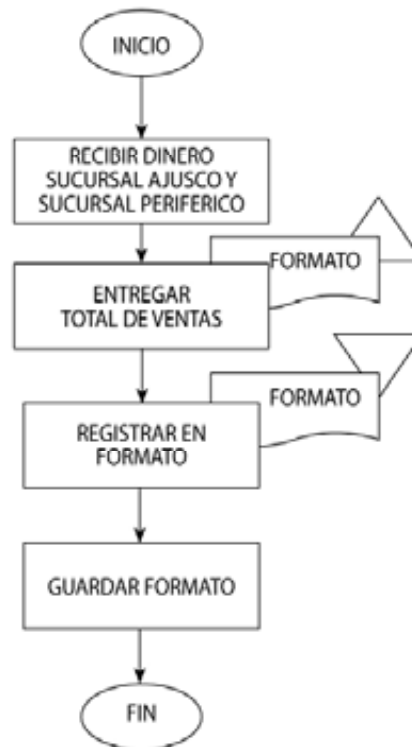 INICIO
RECIBIR DINERO
SUCURSAL AJUSCO Y
SUCURSAL PERIFERICO
FORMATO
ENTREGAR
TOTAL DE VENTAS
FORMATO
REGISTRAR EN
FORMATO
GUARDAR FORMATO
FIN